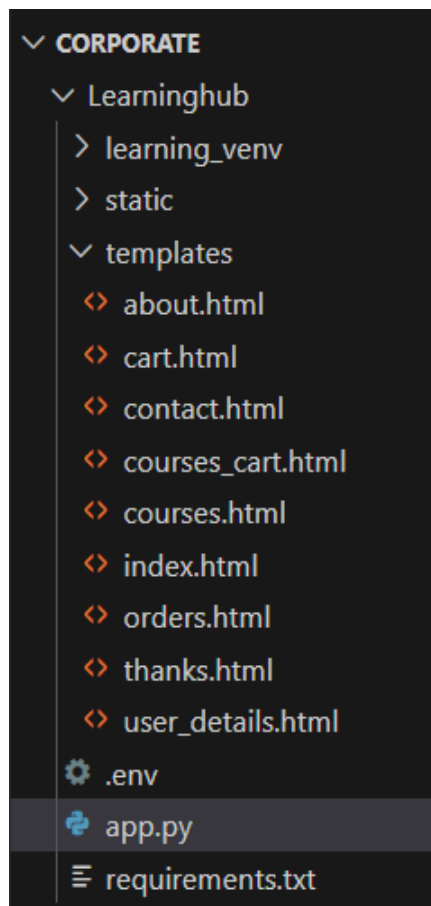 CORPORATE
Learninghub
learning_venv
static
templates
about.html
cart.html
contact.html
courses_cart.html
courses.html
index.html
orders.html
thanks.html
user_details.html
.env
app.py
requirements.txt